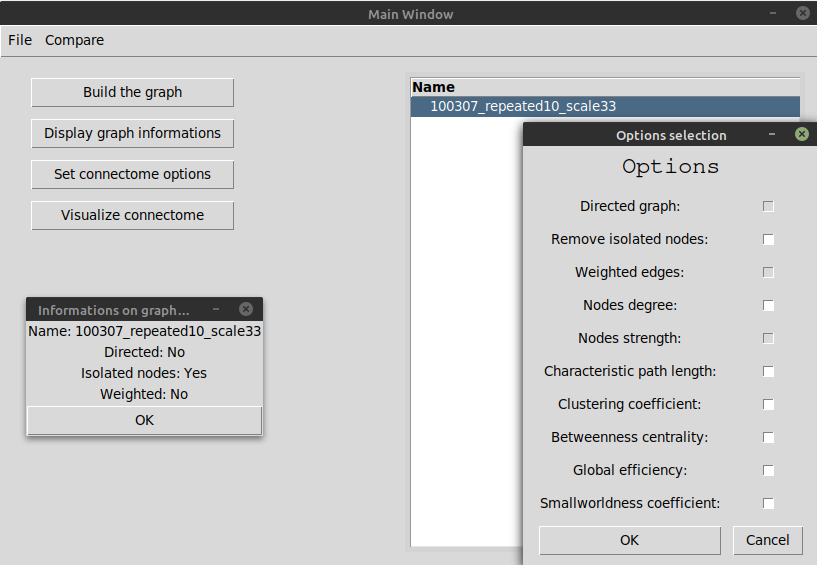 Main Window
File Compare
Build the graph
Display graph informations
Set connectome options
Visualize connectome
Name
100307_repeated10_scale33
Informations on graph...
Name: 100307_repeated10_scale33
Directed: No
Isolated nodes: Yes
Weighted: No
OK
Options selection
Options
Directed graph:
Remove isolated nodes:
Weighted edges:
Nodes degree:
Nodes strength:
Characteristic path length:
Clustering coefficient:
Betweenness centrality:
Global efficiency:
Smallworldness coefficient:
OK Cancel